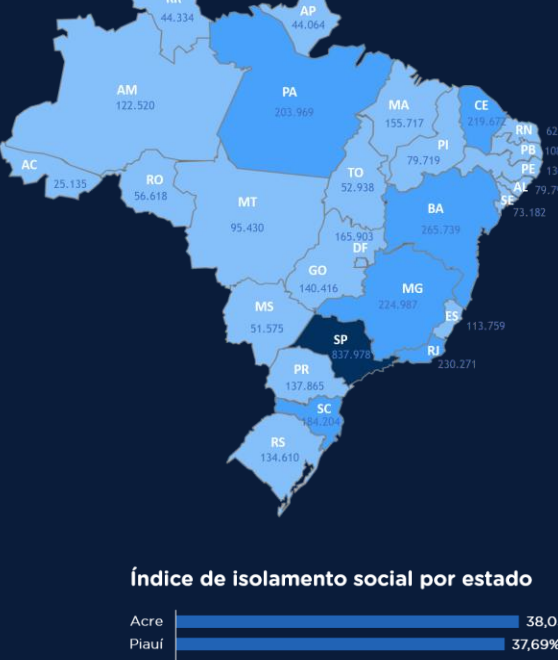 AP
44.334
44.064
AM
122.520
PA
203.969
MA
155.717
CE
RN
PB
PE
AL
SE
73.182
PI
79.719
AC
25.135
RO
56.618
TO
52.938
MT
95.430
BA
265.739
165.903
DF
GO
140.416
MG
224.987
MS
51.575
ES
113.759
SP
837.978
RJ
230.271
PR
137.865
SC
184.204
RS
134.610
Índice de isolamento social por estado
Acre 38,0
Piauí 37,69%